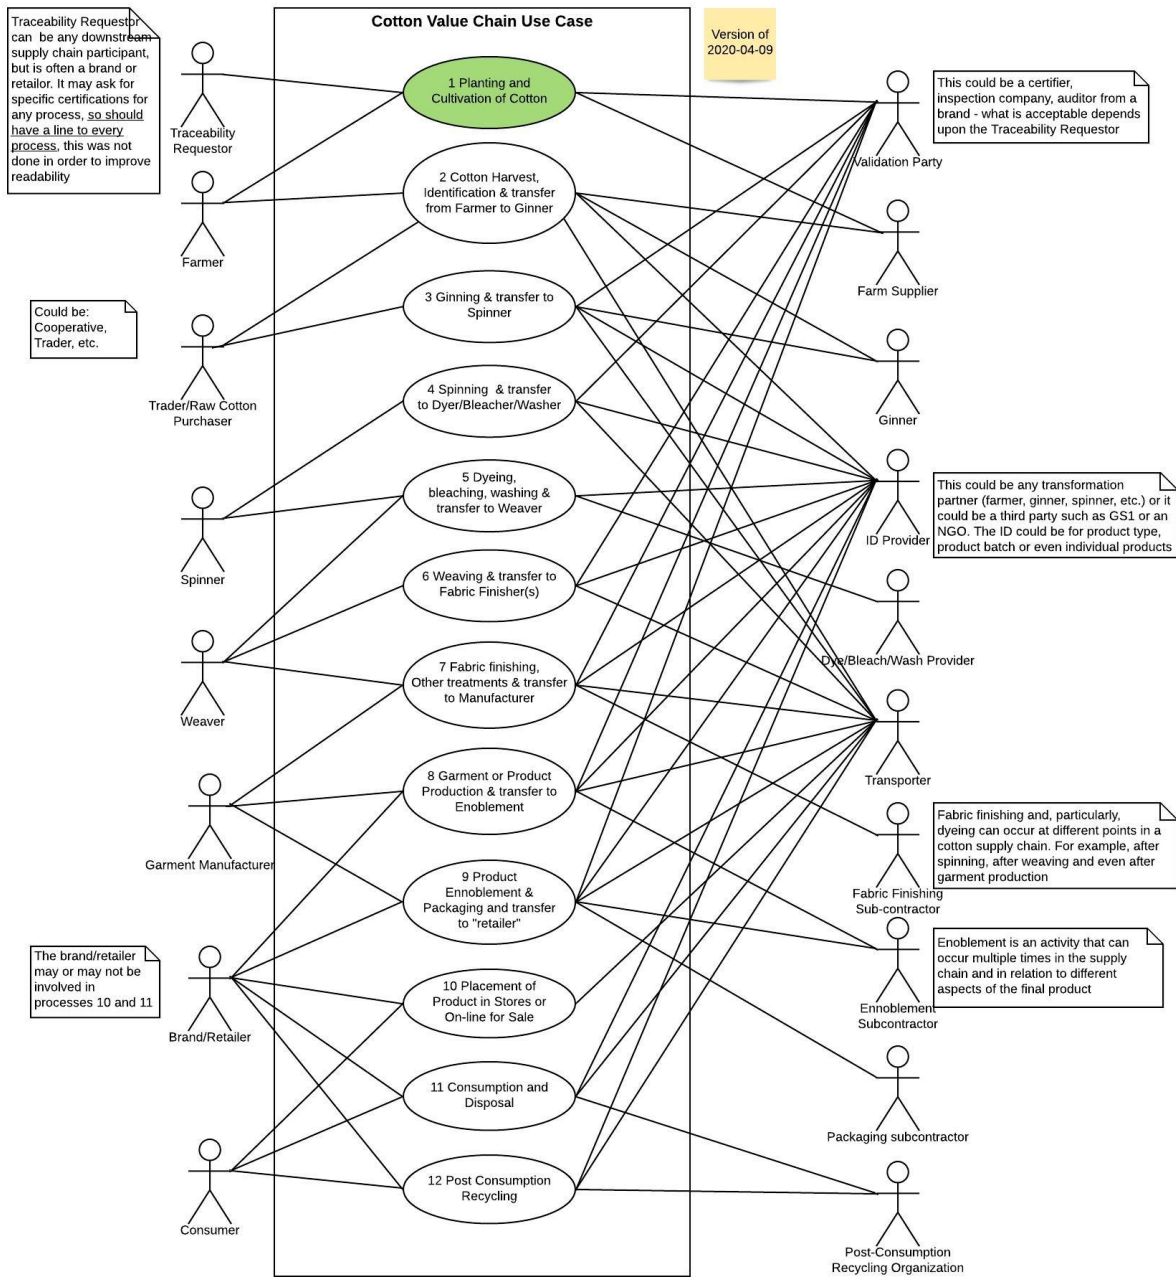 Traceability Requestor
can  be any downstream
supply chain participant,
but is often a brand or
retailor. It may ask for
specific certifications for
any process, so should
have a line to every
process, this was not
done in order to improve
readability
Cotton Value Chain Use Case
Version of
2020-04-09
Traceability
Requestor
1 Planting and
Cultivation of Cotton
Validation Party
This could be a certifier,
inspection company, auditor from a
brand - what is acceptable depends
upon the Traceability Requestor
Farmer
2 Cotton Harvest,
Identification & transfer
from Farmer to Ginner
Farm Supplier
Could be:
Cooperative,
Trader, etc.
Trader/Raw Cotton
Purchaser
3 Ginning & transfer to
Spinner
Ginner
4 Spinning  & transfer
to Dyer/Bleacher/Washer
ID Provider
This could be any transformation
partner (farmer, ginner, spinner, etc.) or it
could be a third party such as GS1 or an
NGO. The ID could be for product type,
product batch or even individual products
Spinner
5 Dyeing,
bleaching, washing &
transfer to Weaver
6 Weaving & transfer to
Fabric Finisher(s)
Dye/Bleach/Wash Provider
Weaver
7 Fabric finishing,
Other treatments & transfer
to Manufacturer
Transporter
Garment Manufacturer
8 Garment or Product
Production & transfer to
Enoblement
Fabric Finishing
Sub-contractor
Fabric finishing and, particularly,
dyeing can occur at different points in a
cotton supply chain. For example, after
spinning, after weaving and even after
garment production
9 Product
Ennoblement &
Packaging and transfer
to "retailer"
Ennoblement
Subcontractor
Enoblement is an activity that can
occur multiple times in the supply
chain and in relation to different
aspects of the final product
The brand/retailer
may or may not be
involved in
processes 10 and 11
Brand/Retailer
10 Placement of
Product in Stores or
On-line for Sale
11 Consumption and
Disposal
Packaging subcontractor
Consumer
12 Post Consumption
Recycling
Post-Consumption
Recycling Organization